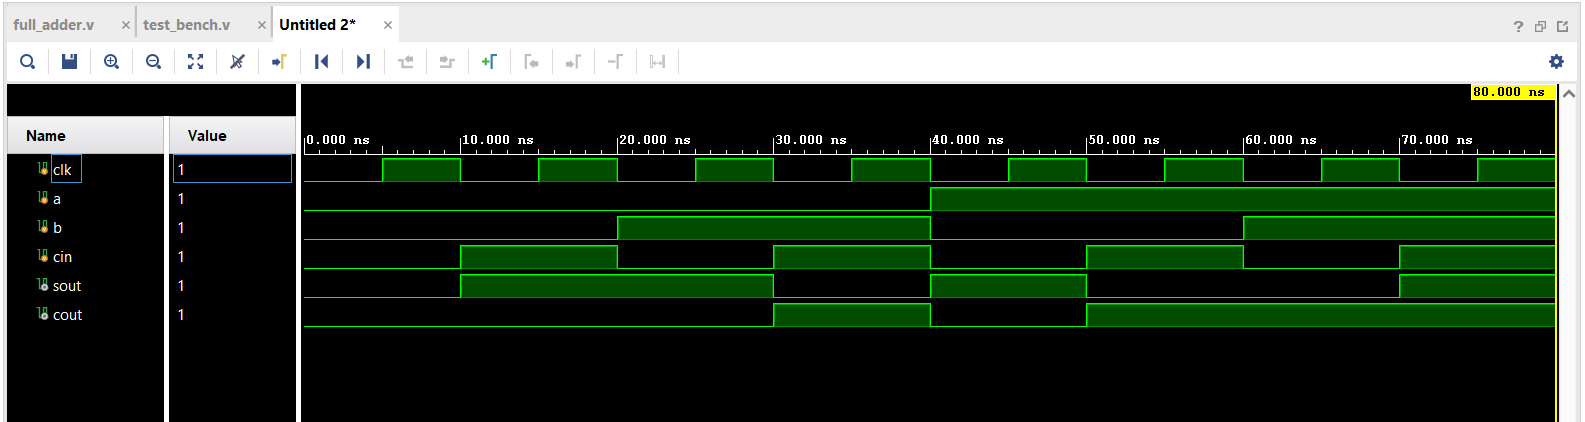 full_adder.v × test_bench.v × Untitled 2* ×
80.000 ns
Name Value
0.000 ns 10.000 ns 20.000 ns 30.000 ns 40.000 ns 50.000 ns 60.000 ns 70.000 ns
clk 1
a 1
b 1
cin 1
sout 1
cout 1